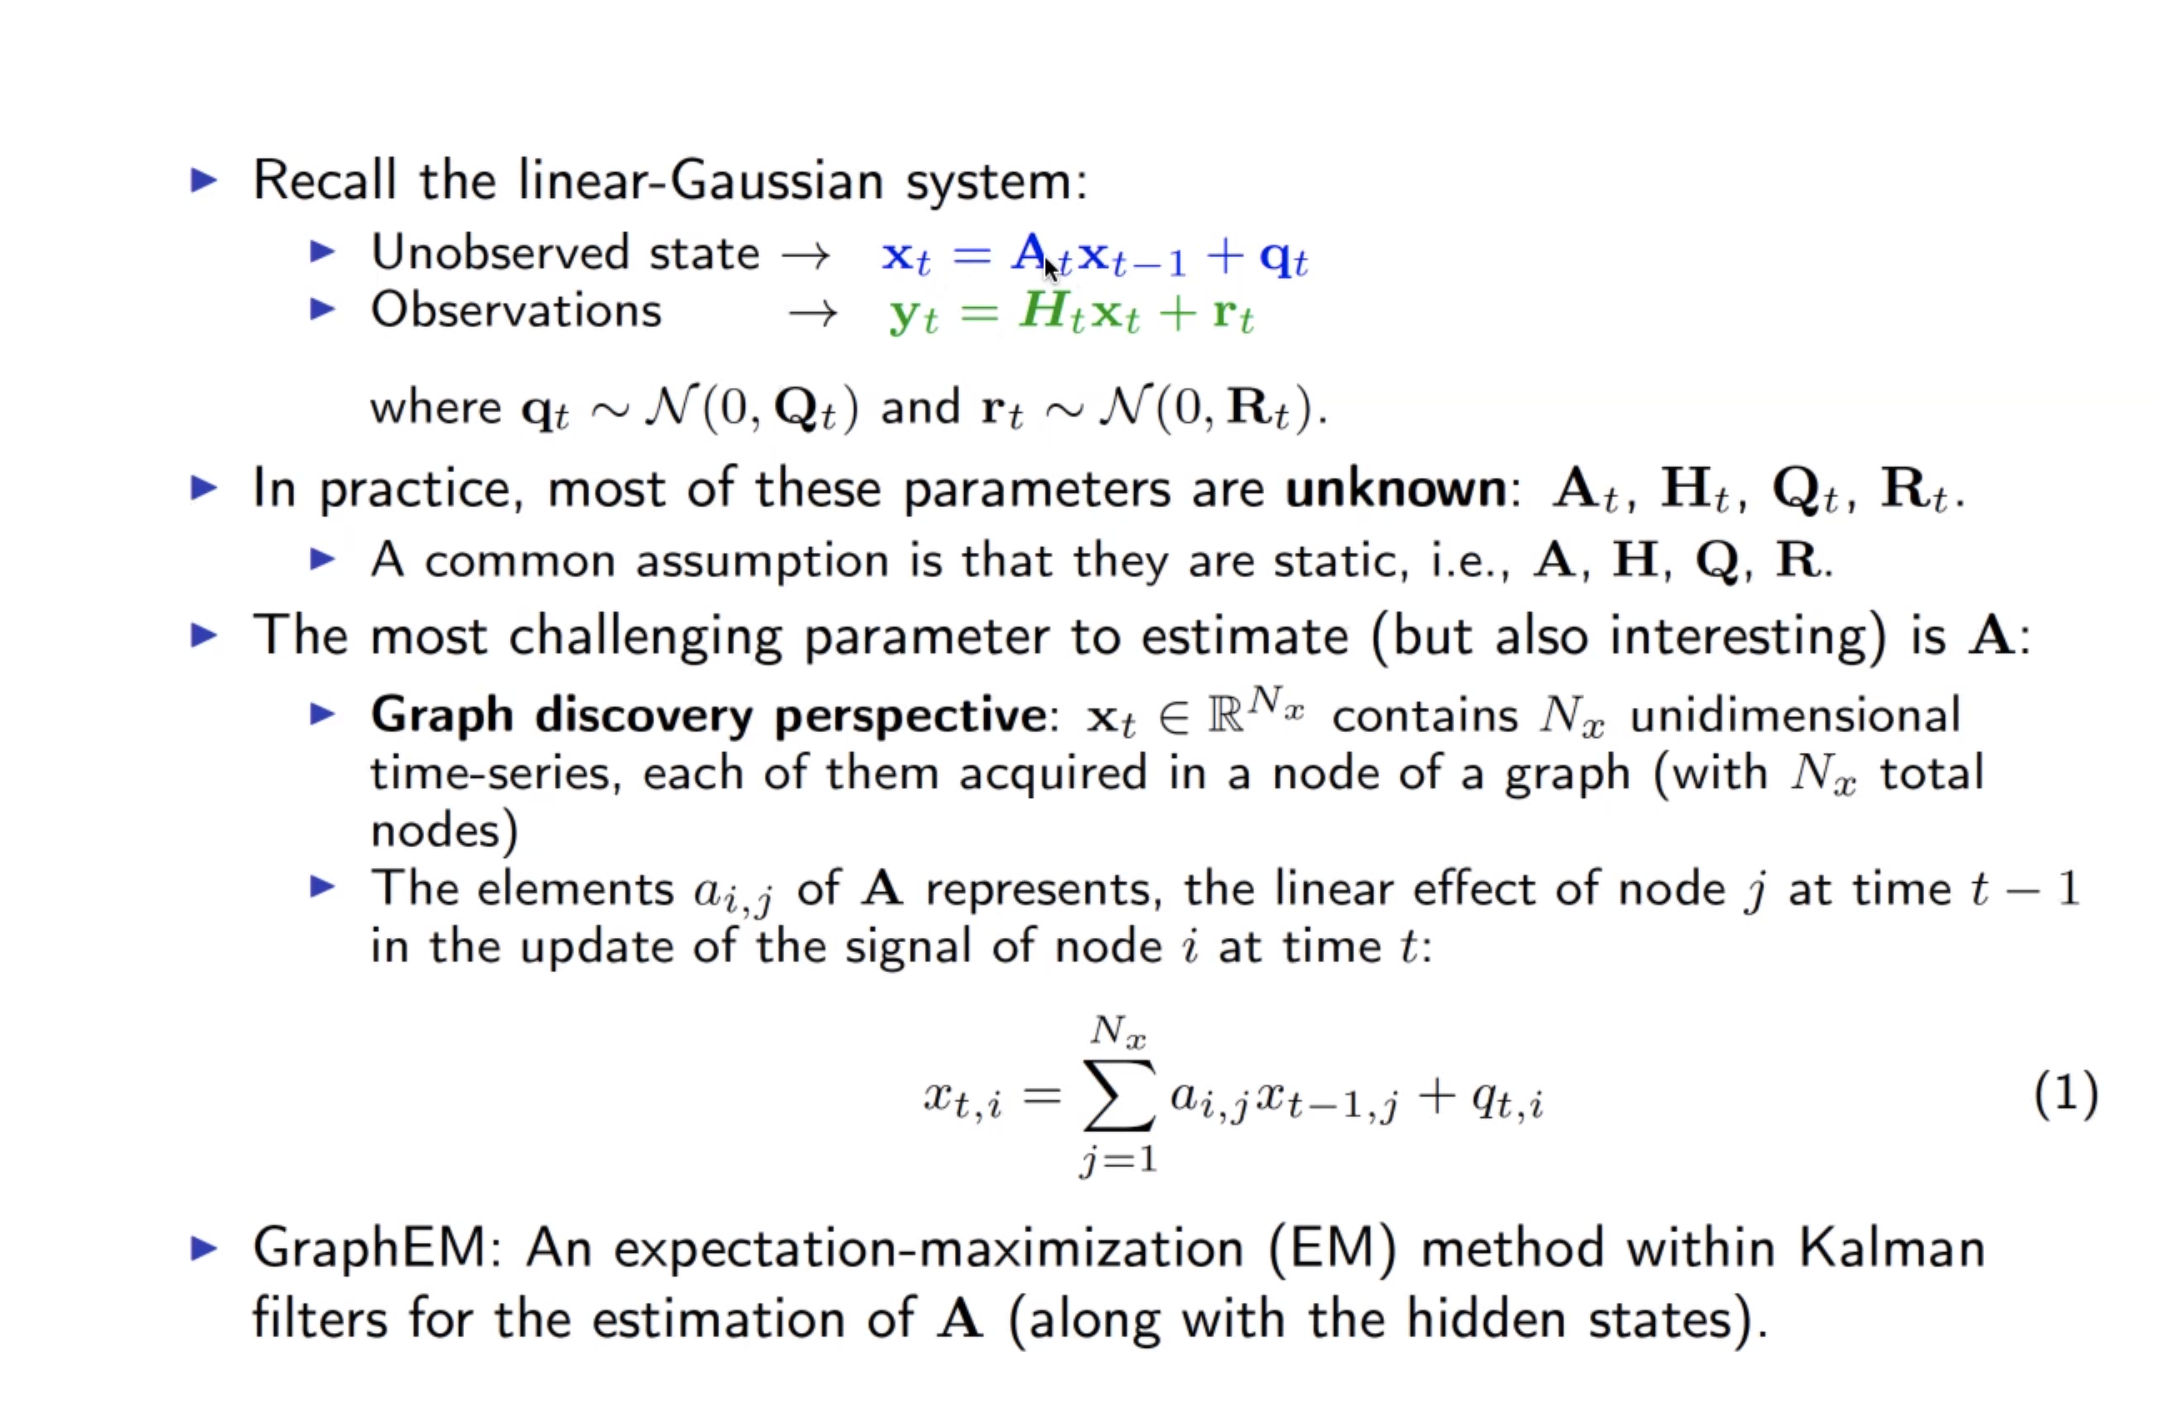 ▶ Recall the linear-Gaussian system:
▶ Unobserved state → $\mathbf{x}_t = \mathbf{A}_t\mathbf{x}_{t-1} + \mathbf{q}_t$
▶ Observations → $\mathbf{y}_t = \boldsymbol{H}_t\mathbf{x}_t + \mathbf{r}_t$
where $\mathbf{q}_t \sim \mathcal{N}(0, \mathbf{Q}_t)$ and $\mathbf{r}_t \sim \mathcal{N}(0, \mathbf{R}_t)$.
▶ In practice, most of these parameters are unknown: $\mathbf{A}_t$, $\mathbf{H}_t$, $\mathbf{Q}_t$, $\mathbf{R}_t$.
▶ A common assumption is that they are static, i.e., $\mathbf{A}$, $\mathbf{H}$, $\mathbf{Q}$, $\mathbf{R}$.
▶ The most challenging parameter to estimate (but also interesting) is $\mathbf{A}$:
▶ Graph discovery perspective: $\mathbf{x}_t \in \mathbb{R}^{N_x}$ contains $N_x$ unidimensional
time-series, each of them acquired in a node of a graph (with $N_x$ total
nodes)
▶ The elements $a_{i,j}$ of $\mathbf{A}$ represents, the linear effect of node $j$ at time $t-1$
in the update of the signal of node $i$ at time $t$:
$x_{t,i} = \sum_{j=1}^{N_x} a_{i,j}x_{t-1,j} + q_{t,i}$ (1)
▶ GraphEM: An expectation-maximization (EM) method within Kalman
filters for the estimation of $\mathbf{A}$ (along with the hidden states).